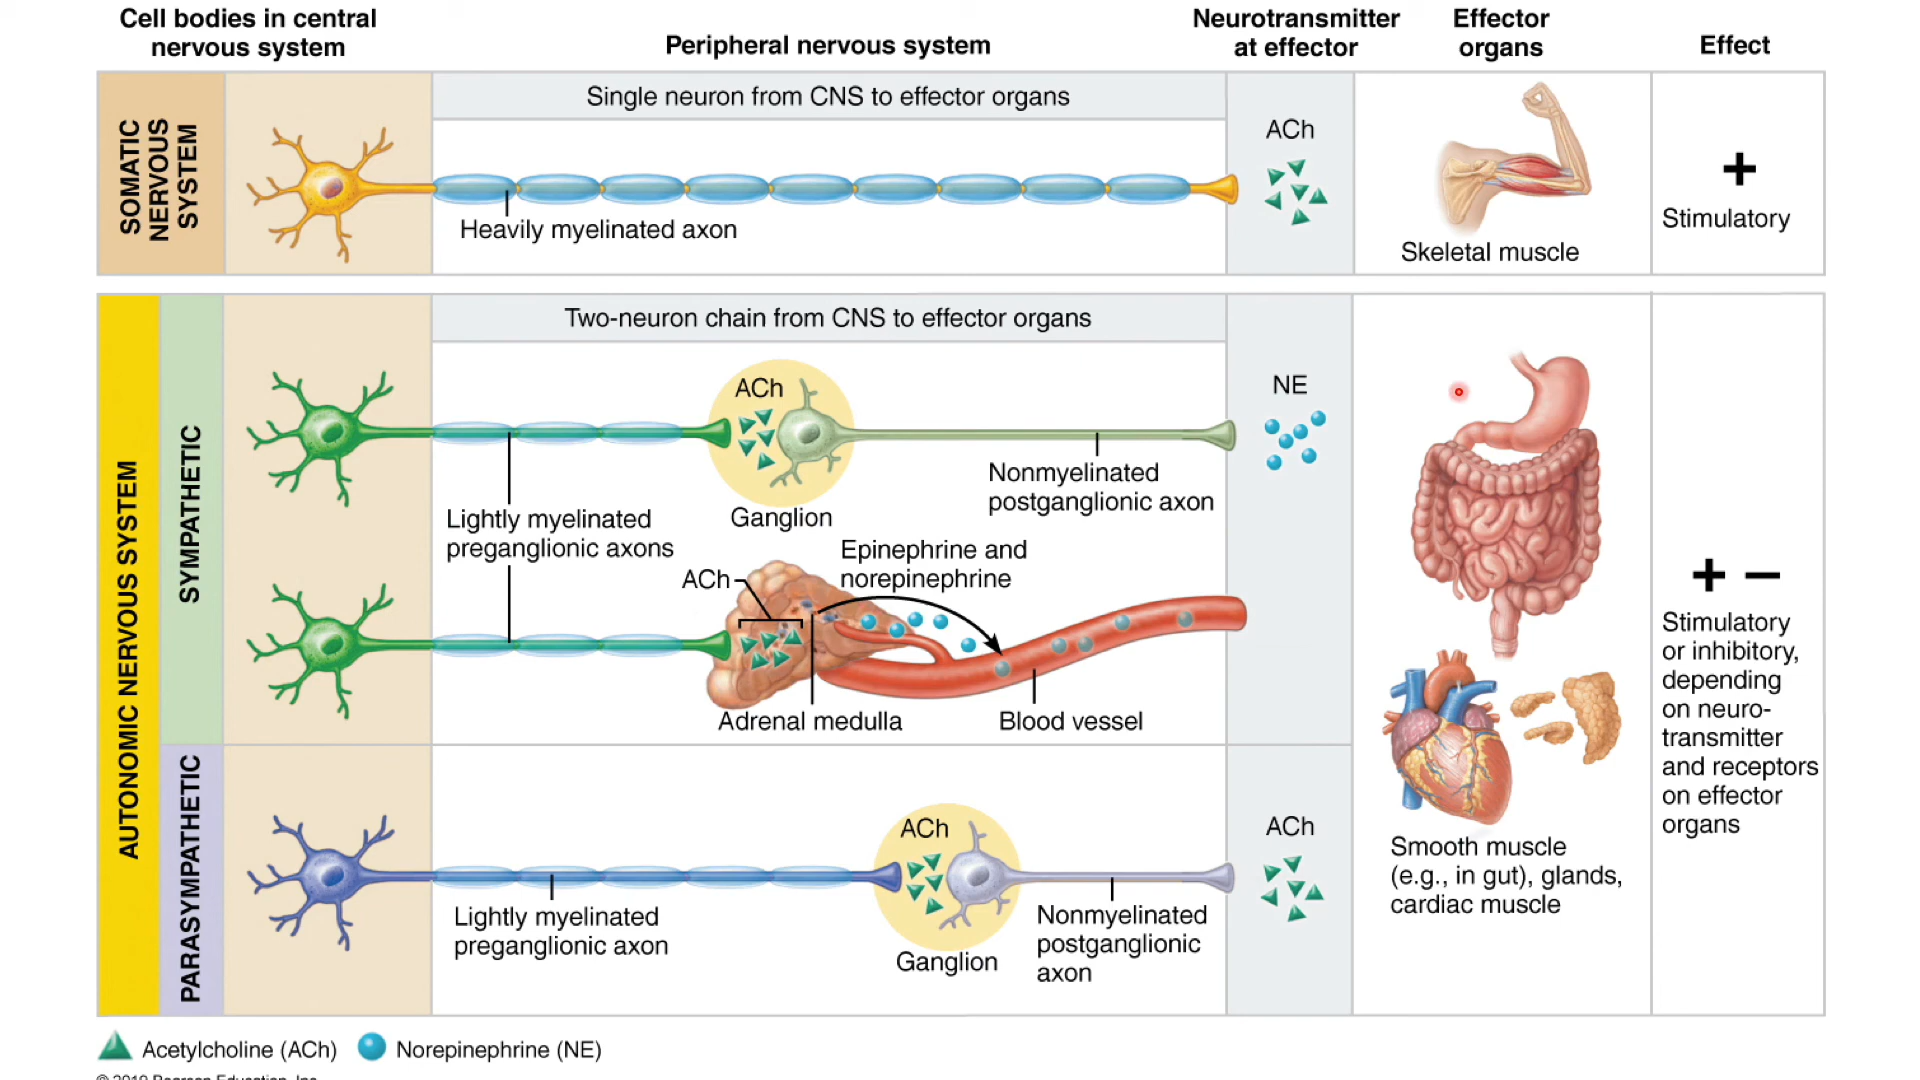 Cell bodies in central
nervous system
Peripheral nervous system
Neurotransmitter
at effector
Effector
organs
Effect
SOMATIC
NERVOUS
SYSTEM
Single neuron from CNS to effector organs
Heavily myelinated axon
ACh
Skeletal muscle
+
Stimulatory
AUTONOMIC NERVOUS SYSTEM
SYMPATHETIC
Two-neuron chain from CNS to effector organs
ACh
Ganglion
Nonmyelinated
postganglionic axon
NE
Lightly myelinated
preganglionic axons
ACh
Epinephrine and
norepinephrine
Adrenal medulla
Blood vessel
PARASYMPATHETIC
Lightly myelinated
preganglionic axon
ACh
Ganglion
Nonmyelinated
postganglionic
axon
ACh
Smooth muscle
(e.g., in gut), glands,
cardiac muscle
+ −
Stimulatory
or inhibitory,
depending
on neuro-
transmitter
and receptors
on effector
organs
Acetylcholine (ACh)
Norepinephrine (NE)
© 2019 Pearson Education, Inc.